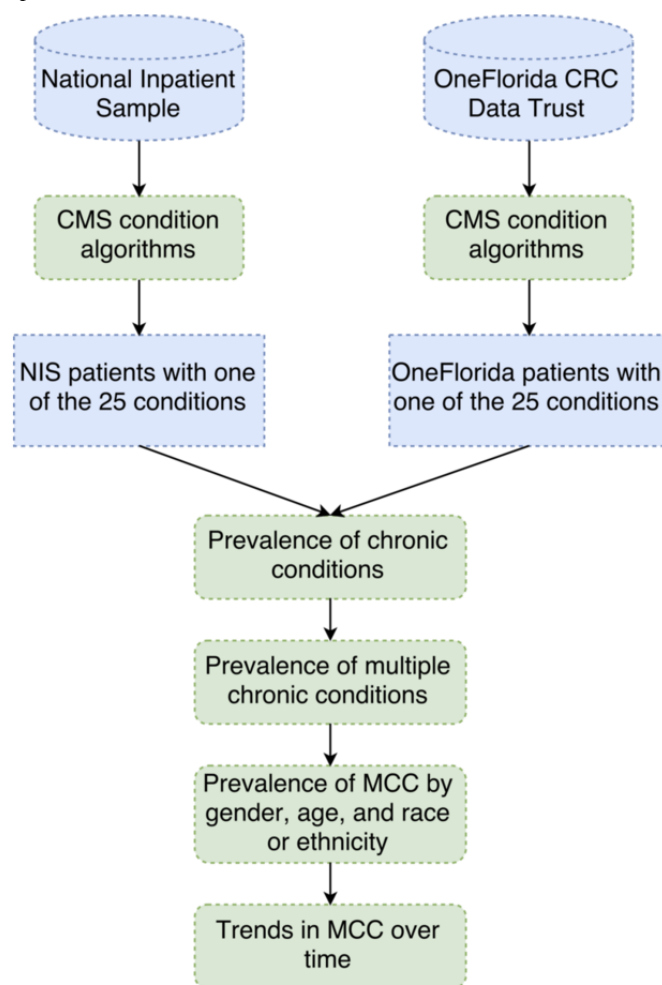 National Inpatient
Sample
OneFlorida CRC
Data Trust
CMS condition
algorithms
CMS condition
algorithms
NIS patients with one
of the 25 conditions
OneFlorida patients with
one of the 25 conditions
Prevalence of chronic
conditions
Prevalence of multiple
chronic conditions
Prevalence of MCC by
gender, age, and race
or ethnicity
Trends in MCC over
time